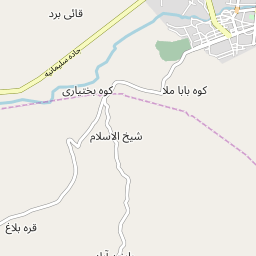 قائی برد
جاده سلیمانیه
کوه بابا ملا
کوه بختیاری
شیخ الاسلام
قره بلاغ